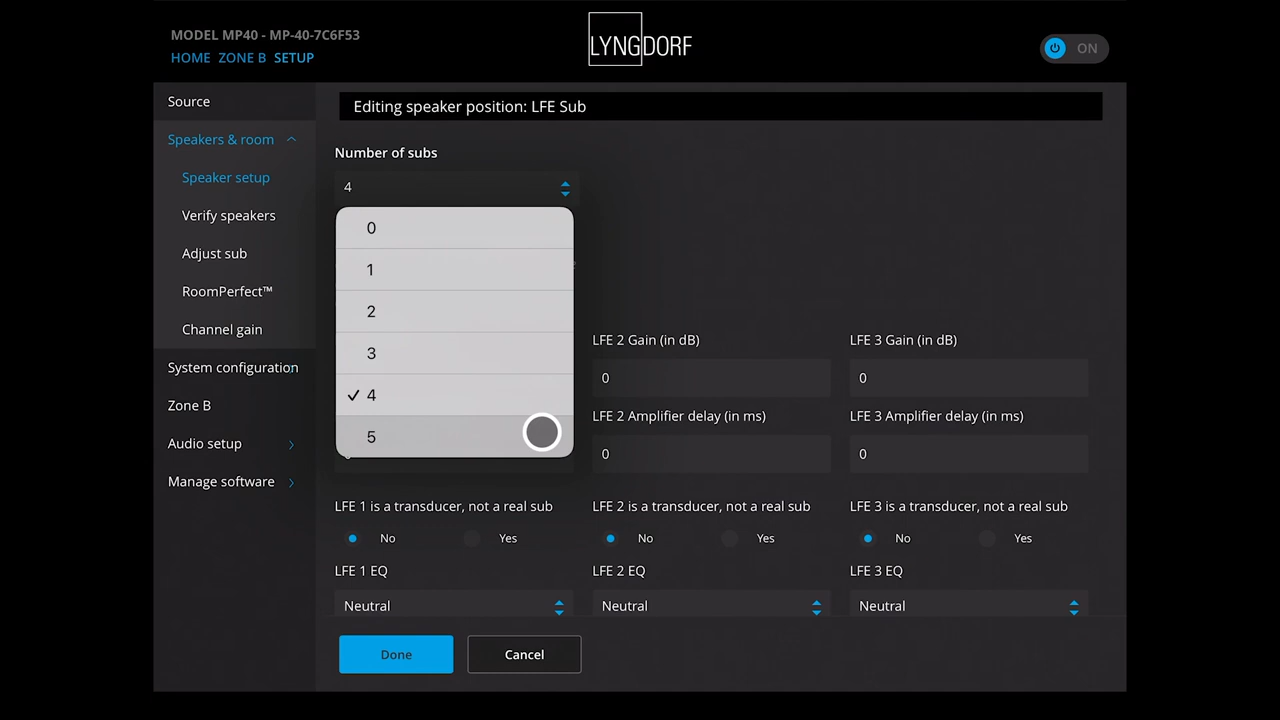 MODEL MP40 - MP-40-7C6F53
HOME ZONE B SETUP
LYNGDORF
ON
Source
Speakers & room
Speaker setup
Verify speakers
Adjust sub
RoomPerfect™
Channel gain
System configuration
Zone B
Audio setup
Manage software
Editing speaker position: LFE Sub
Number of subs
4
0
1
2
3
✓ 4
5
LFE 2 Gain (in dB) LFE 3 Gain (in dB)
0 0
LFE 2 Amplifier delay (in ms) LFE 3 Amplifier delay (in ms)
0 0
LFE 1 is a transducer, not a real sub LFE 2 is a transducer, not a real sub LFE 3 is a transducer, not a real sub
No Yes No Yes No Yes
LFE 1 EQ LFE 2 EQ LFE 3 EQ
Neutral Neutral Neutral
Done Cancel